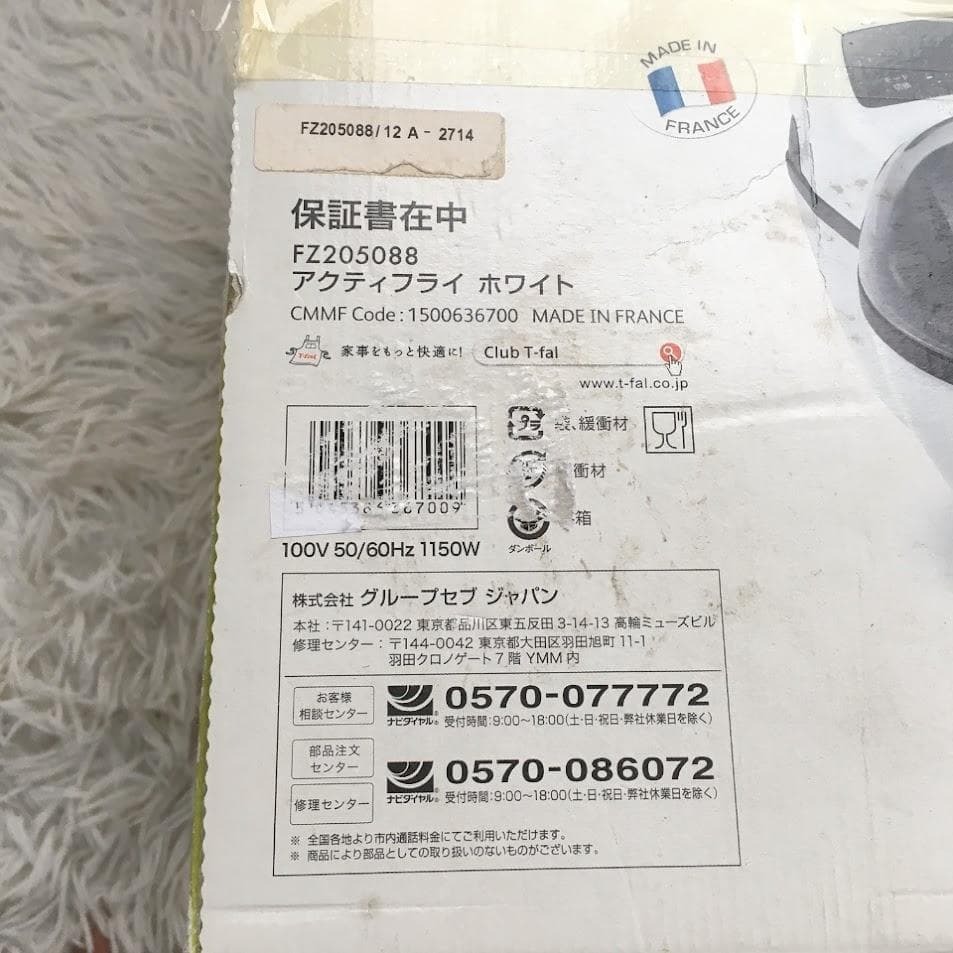 MADE IN
FRANCE
FZ205088/12 A - 2714
保証書在中
FZ205088
アクティフライ ホワイト
CMMF Code : 1500636700 MADE IN FRANCE
T-fal 家事をもっと快適に! Club T-fal
www.t-fal.co.jp
プラ 緩衝材
衝材
箱
ダンボール
100V 50/60Hz 1150W
株式会社 グループセブ ジャパン
本社 : 〒141-0022 東京都品川区東五反田 3-14-13 高輪ミューズビル
修理センター : 〒144-0042 東京都大田区羽田旭町 11-1
羽田クロノゲート7 階 YMM 内
お客様
相談センター
ナビダイヤル®
0570-077772
受付時間:9:00〜18:00(土・日・祝日・弊社休業日を除く)
部品注文
センター
修理センター
ナビダイヤル®
0570-086072
受付時間:9:00〜18:00(土・日・祝日・弊社休業日を除く)
※ 全国各地より市内通話料金にてご利用いただけます。
※ 商品により部品としての取り扱いのないものがございます。